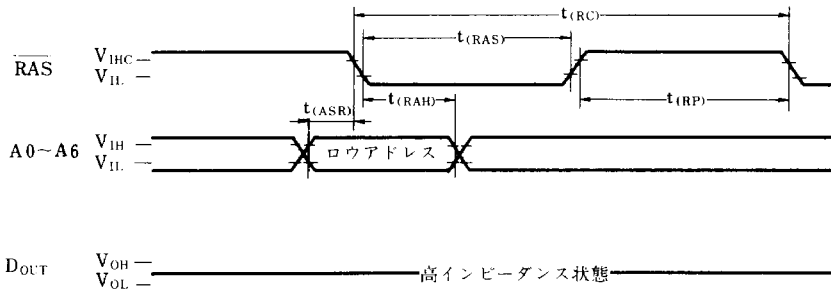 t(RC)
t(RAS)
RAS
VIHC
VIL
t(ASR)
t(RAH)
t(RP)
A0~A6
VIH
VIL
ロウアドレス
DOUT
VOH
VOL
高インピーダンス状態